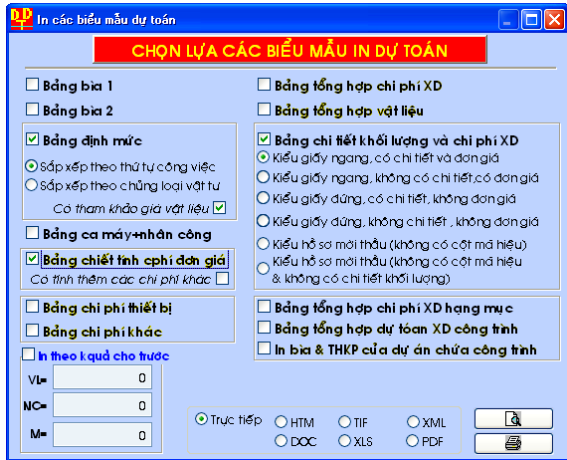 In các biểu mẫu dự toán
CHỌN LỰA CÁC BIỂU MẪU IN DỰ TOÁN
Bảng bìa 1
Bảng bìa 2
Bảng định mức
Sắp xếp theo thứ tự công việc
Sắp xếp theo chủng loại vật tư
Có tham khảo giá vật liệu
Bảng ca máy+nhân công
Bảng chiết tính cphí đơn giá
Có tính thêm các chi phí khác
Bảng chi phí thiết bị
Bảng chi phí khác
In theo kquả cho trước
VL= 0
NC= 0
M= 0
Bảng tổng hợp chi phí XD
Bảng tổng hợp vật liệu
Bảng chi tiết khối lượng và chi phí XD
Kiểu giấy ngang, có chi tiết và đơn giá
Kiểu giấy ngang, không có chi tiết,có đơn giá
Kiểu giấy đứng, có chi tiết, không đơn giá
Kiểu giấy đứng, không chi tiết , không đơn giá
Kiểu hồ sơ mời thầu (không có cột mã hiệu)
Kiểu hồ sơ mời thầu (không có cột mã hiệu
& không có chi tiết khối lượng)
Bảng tổng hợp chi phí XD hạng mục
Bảng tổng hợp dự tóan XD công trình
In bìa & THKP của dự án chứa công trình
Trực tiếp HTM TIF XML
DOC XLS PDF